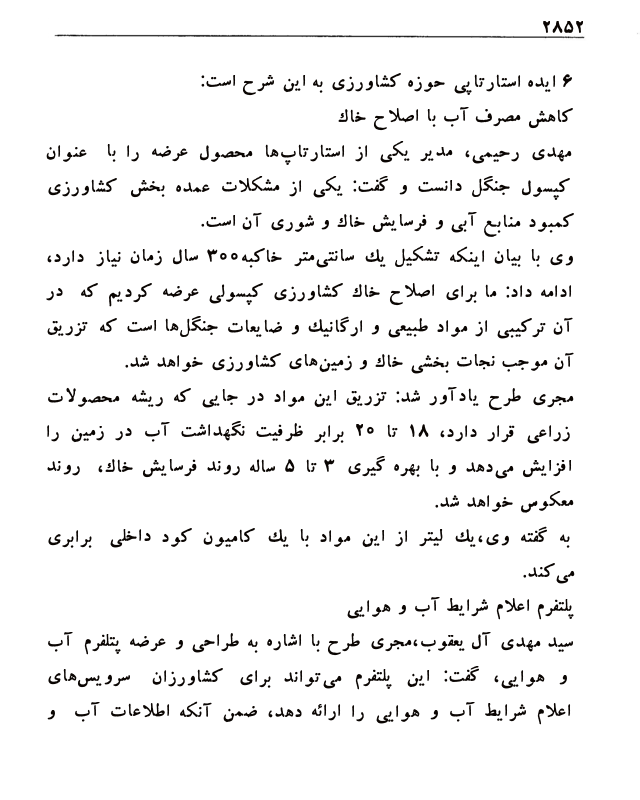 ۲۸۵۲
۶ ایده استارتاپی حوزه کشاورزی به این شرح است:
کاهش مصرف آب با اصلاح خاك
مهدی رحیمی، مدیر یکی از استارتاپ‌ها محصول عرضه را با عنوان
کپسول جنگل دانست و گفت: یکی از مشکلات عمده بخش کشاورزی
کمبود منابع آبی و فرسایش خاك و شوری آن است.
وی با بیان اینکه تشکیل یك سانتی‌متر خاکبه۳۰۰ سال زمان نیاز دارد،
ادامه داد: ما برای اصلاح خاك کشاورزی کپسولی عرضه کردیم که در
آن ترکیبی از مواد طبیعی و ارگانیك و ضایعات جنگل‌ها است که تزریق
آن موجب نجات بخشی خاك و زمین‌های کشاورزی خواهد شد.
مجری طرح یادآور شد: تزریق این مواد در جایی که ریشه محصولات
زراعی قرار دارد، ۱۸ تا ۲۰ برابر ظرفیت نگهداشت آب در زمین را
افزایش می‌دهد و با بهره گیری ۳ تا ۵ ساله روند فرسایش خاك، روند
معکوس خواهد شد.
به گفته وی،یك لیتر از این مواد با یك کامیون کود داخلی برابری
می‌کند.
پلتفرم اعلام شرایط آب و هوایی
سید مهدی آل یعقوب،مجری طرح با اشاره به طراحی و عرضه پتلفرم آب
و هوایی، گفت: این پلتفرم می‌تواند برای کشاورزان سرویس‌های
اعلام شرایط آب و هوایی را ارائه دهد، ضمن آنکه اطلاعات آب و